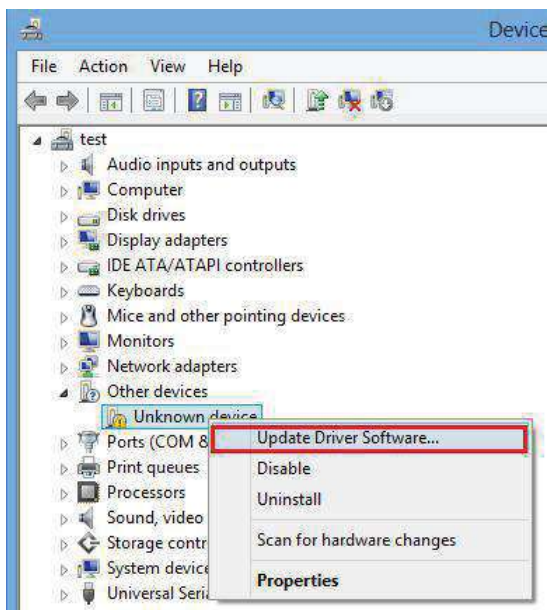 Device
File Action View Help
test
Audio inputs and outputs
Computer
Disk drives
Display adapters
IDE ATA/ATAPI controllers
Keyboards
Mice and other pointing devices
Monitors
Network adapters
Other devices
Unknown device
Ports (COM &
Update Driver Software...
Print queues
Disable
Processors
Uninstall
Sound, video
Storage contr
Scan for hardware changes
System device
Properties
Universal Seri